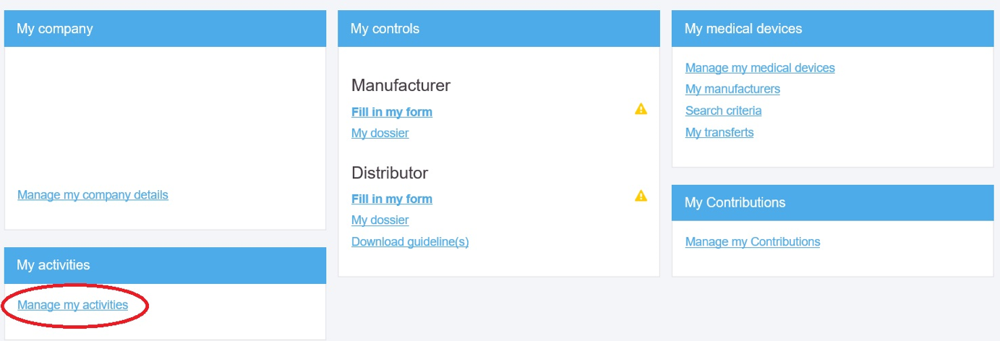 My company
Manage my company details
My activities
Manage my activities
My controls
Manufacturer
Fill in my form
My dossier
Distributor
Fill in my form
My dossier
Download guideline(s)
My medical devices
Manage my medical devices
My manufacturers
Search criteria
My transferts
My Contributions
Manage my Contributions